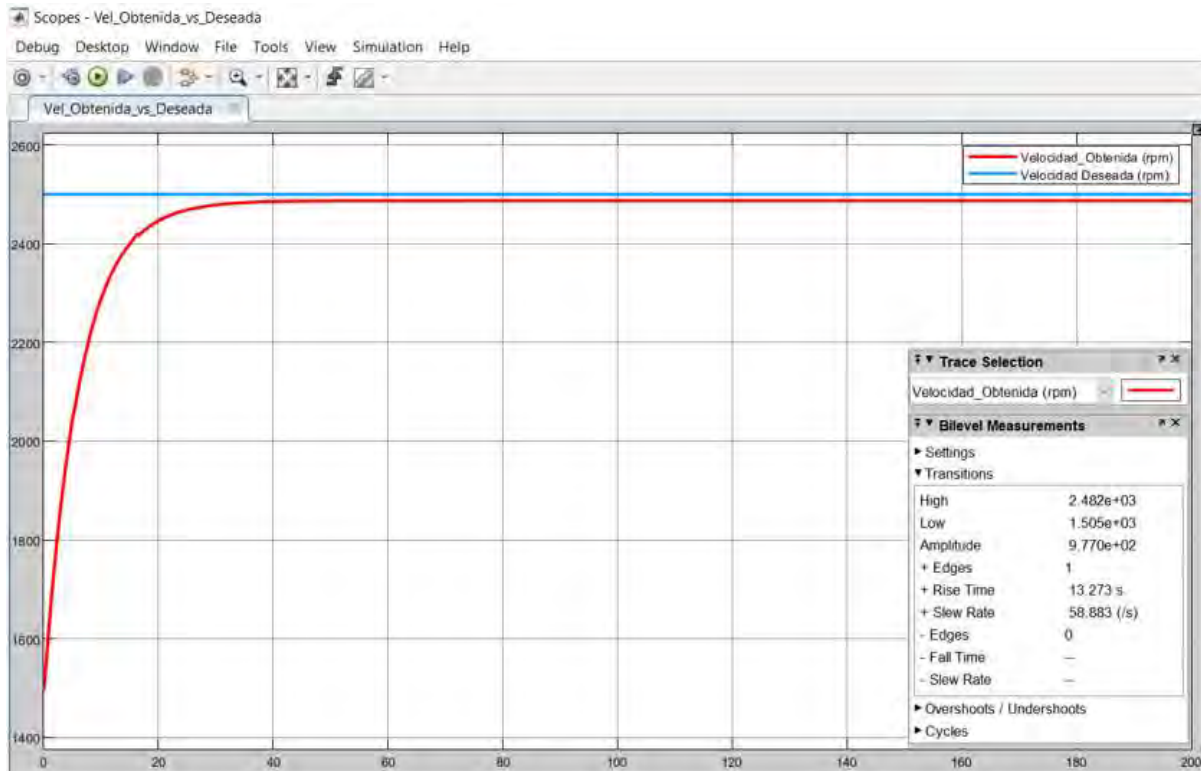 Scopes - Vel_Obtenida_vs_Deseada
Debug Desktop Window File Tools View Simulation Help
Vel_Obtenida_vs_Deseada
2600
2400
2200
2000
1800
1600
1400
0 20 40 60 80 100 120 140 160 180 200
Velocidad_Obtenida (rpm)
Velocidad Deseada (rpm)
Trace Selection
Velocidad_Obtenida (rpm)
Bilevel Measurements
Settings
Transitions
High 2.482e+03
Low 1.505e+03
Amplitude 9.770e+02
+ Edges 1
+ Rise Time 13.273 s
+ Slew Rate 58.883 (/s)
- Edges 0
- Fall Time --
- Slew Rate --
Overshoots / Undershoots
Cycles